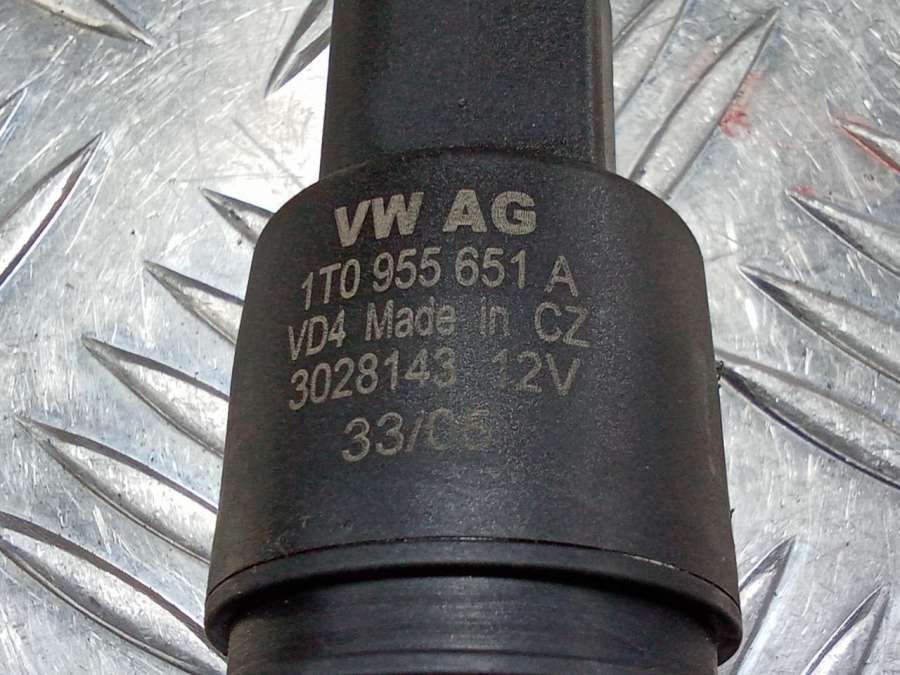 VW AG
1T0 955 651 A
VD4 Made in CZ
3028143 12V
33/05